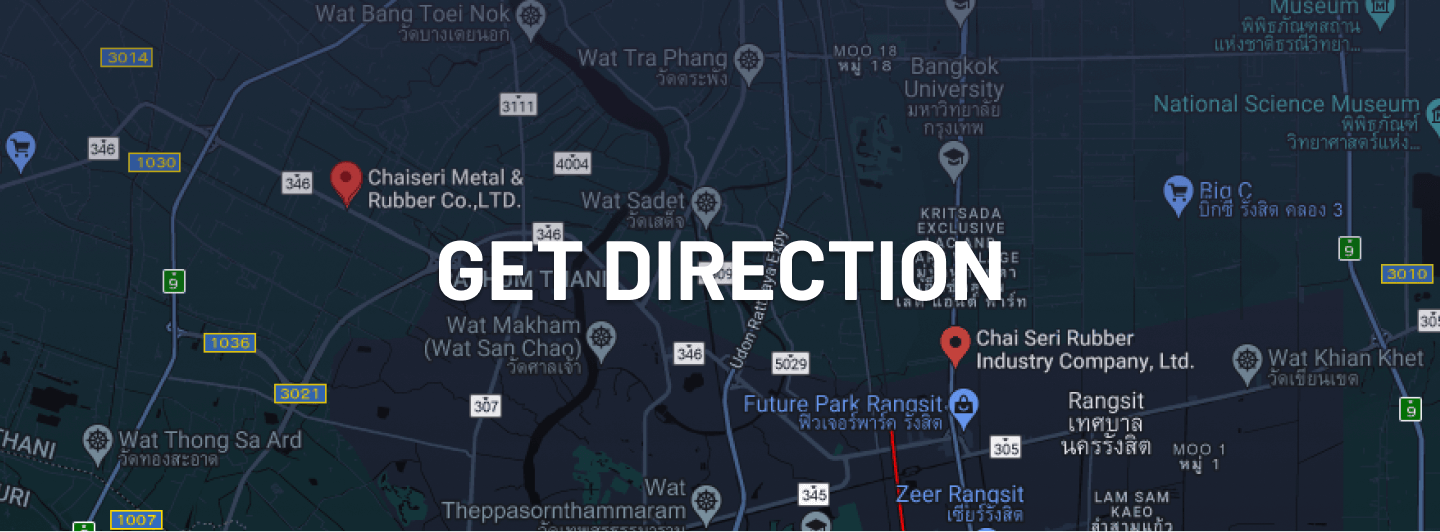 Wat Bang Toei Nok
วัดบางเตยนอก
Museum
พิพิธภัณฑสถาน
แห่งชาติธรณีวิทยา...
3014
Wat Tra Phang
วัดตระพัง
MOO 18
หมู่ 18
Bangkok
University
มหาวิทยาลัย
กรุงเทพ
3111
National Science Museum
พิพิธภัณฑ์
วิทยาศาสตร์แห่ง...
346
1030
4004
346
Chaiseri Metal &
Rubber Co.,LTD.
Wat Sadet
วัดเสด็จ
Big C
บิ๊กซี รังสิต คลอง 3
KRITSADA
EXCLUSIVE
346
GET DIRECTION
9
9
3010
Wat Makham
(Wat San Chao)
วัดศาลเจ้า
1036
346
5029
Chai Seri Rubber
Industry Company, Ltd.
305
Wat Khian Khet
วัดเขียนเขต
3021
307
Future Park Rangsit
ฟิวเจอร์พาร์ค รังสิต
Rangsit
เทศบาล
นครรังสิต
9
Wat Thong Sa Ard
วัดทองสะอาด
305
MOO 1
หมู่ 1
Wat
Theppasornthammaram
345
Zeer Rangsit
เซียร์รังสิต
LAM SAM
KAEO
ลำสามแก้ว
1007